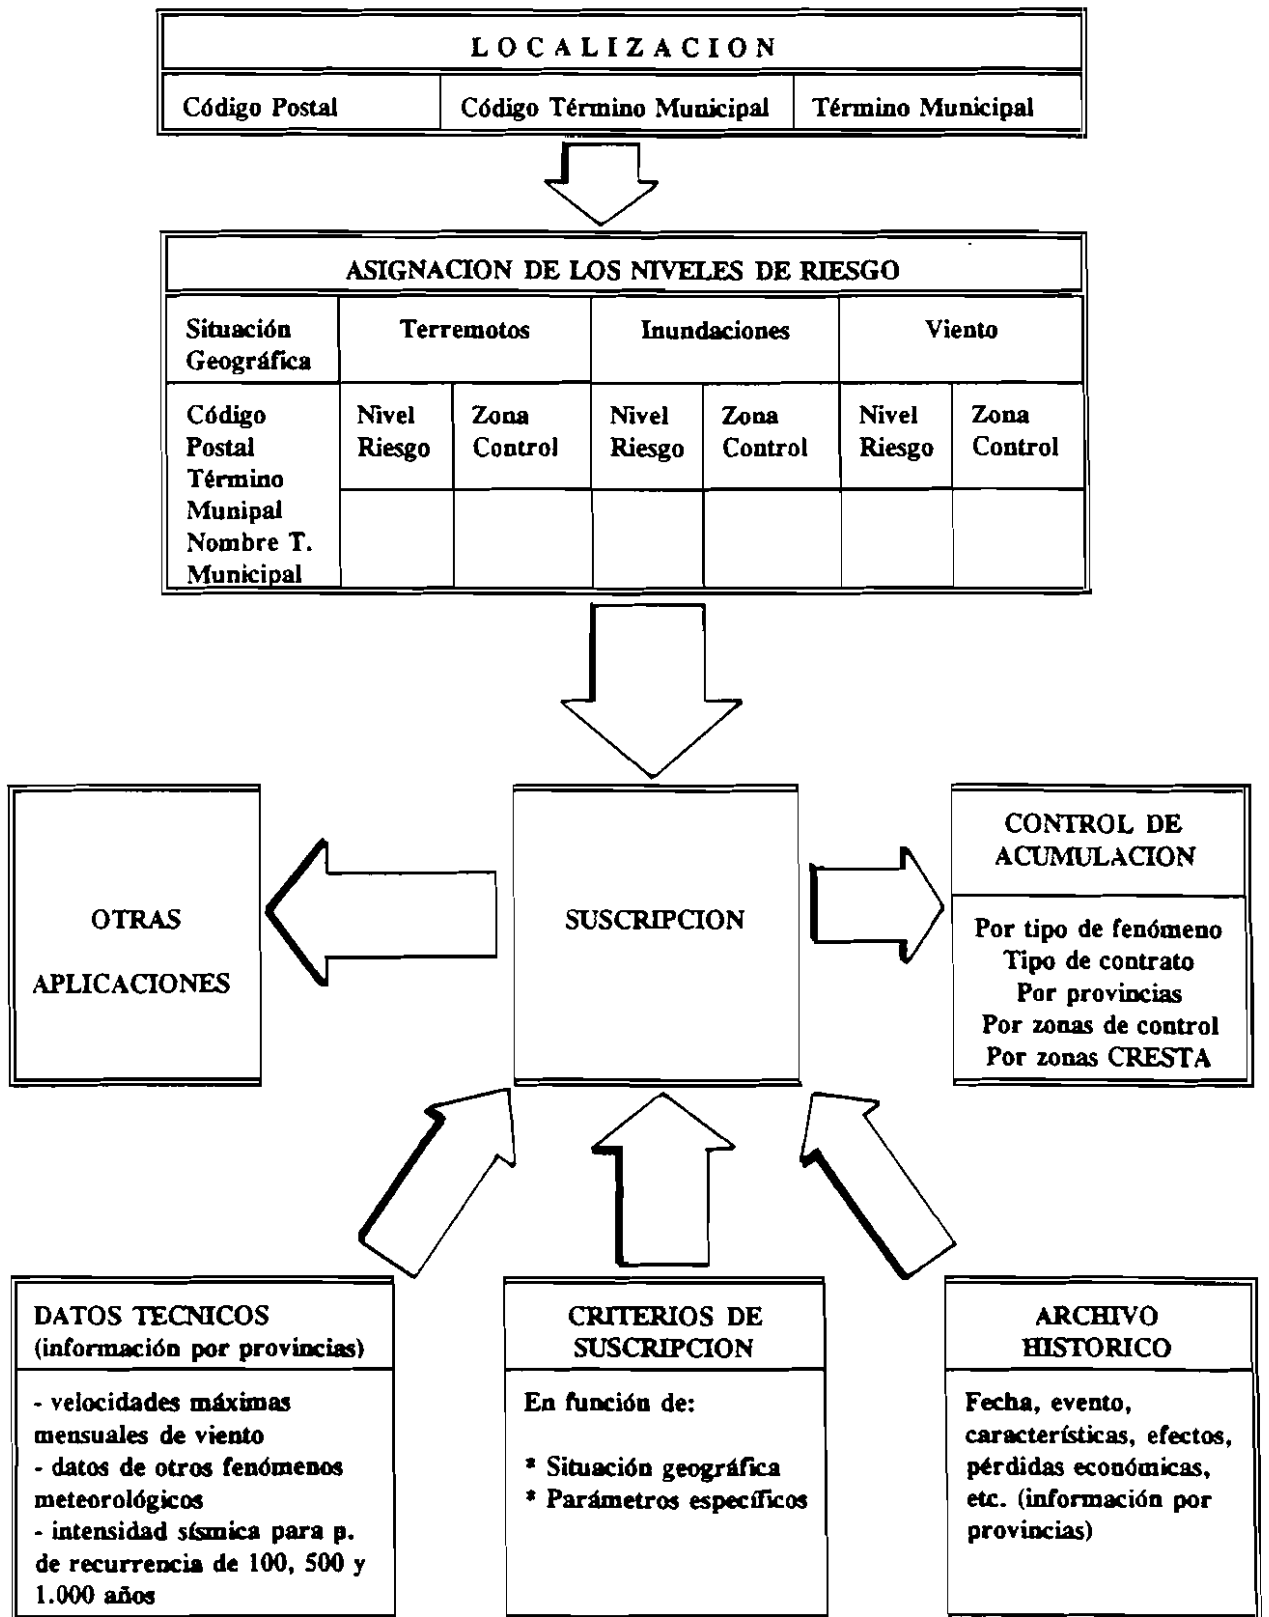 LOCALIZACION
Código Postal
Código Término Municipal
Término Municipal
ASIGNACION DE LOS NIVELES DE RIESGO
Situación
Geográfica
Terremotos
Inundaciones
Viento
Código
Postal
Término
Munipal
Nombre T.
Municipal
Nivel
Riesgo
Zona
Control
Nivel
Riesgo
Zona
Control
Nivel
Riesgo
Zona
Control
OTRAS
APLICACIONES
SUSCRIPCION
CONTROL DE
ACUMULACION
Por tipo de fenómeno
Tipo de contrato
Por provincias
Por zonas de control
Por zonas CRESTA
DATOS TECNICOS
(información por provincias)
- velocidades máximas
mensuales de viento
- datos de otros fenómenos
meteorológicos
- intensidad sísmica para p.
de recurrencia de 100, 500 y
1.000 años
CRITERIOS DE
SUSCRIPCION
En función de:
* Situación geográfica
* Parámetros específicos
ARCHIVO
HISTORICO
Fecha, evento,
características, efectos,
pérdidas económicas,
etc. (información por
provincias)